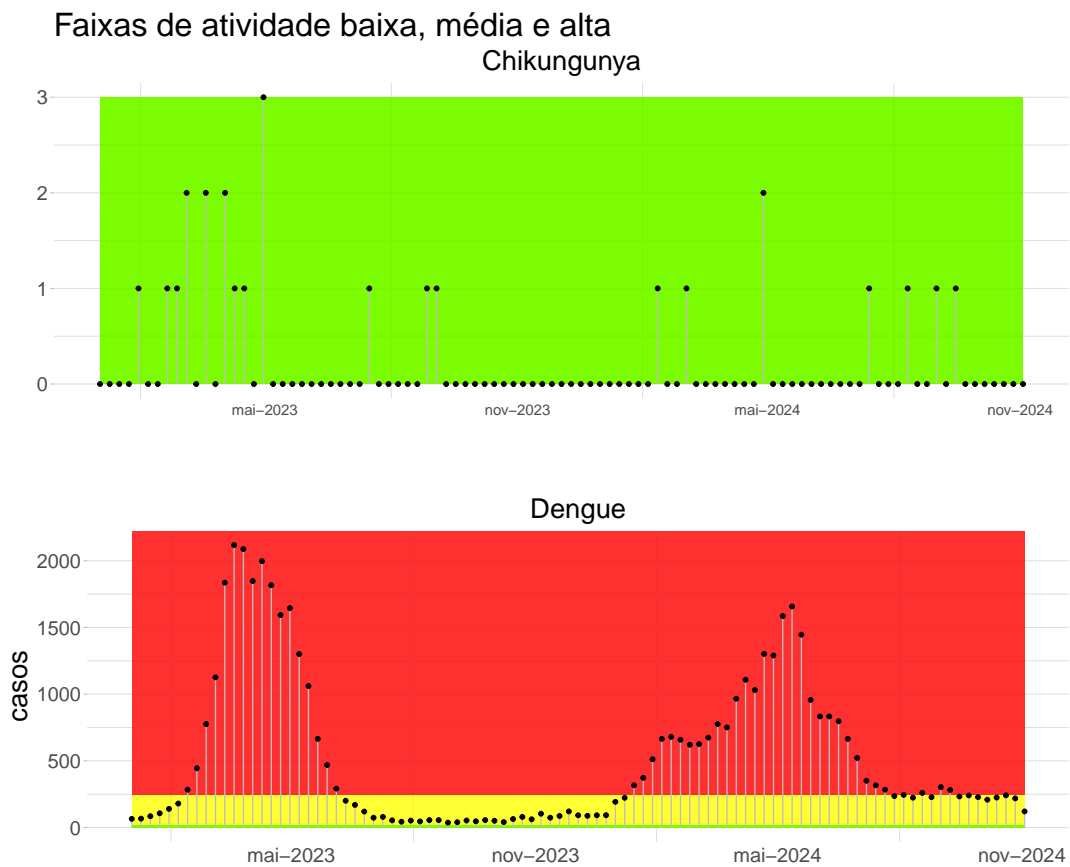 Faixas de atividade baixa, média e alta
Chikungunya
3
2
1
0
mai−2023 nov−2023 mai−2024 nov−2024
Dengue
casos
2000
1500
1000
500
0
mai−2023 nov−2023 mai−2024 nov−2024